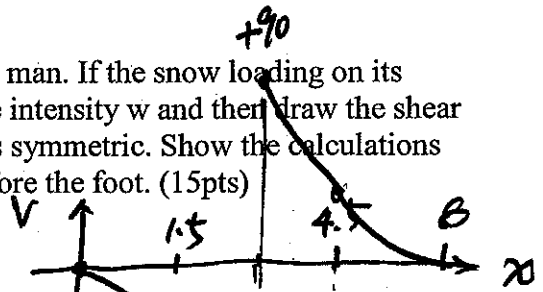 +90
man. If the snow loading on its
e intensity w and then draw the shear
s symmetric. Show the calculations
ore the foot. (15pts)
V
1.5
4.5
B
x